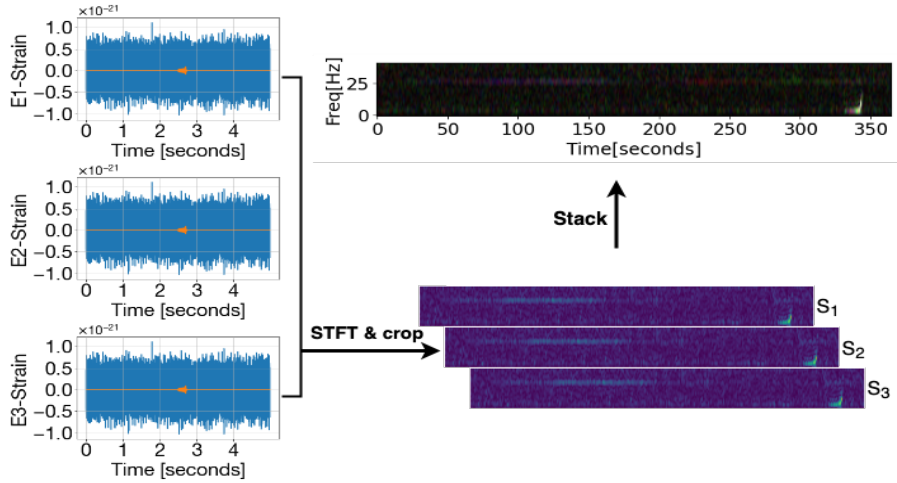 ×10−21
E1-Strain
1.0
0.5
0.0
−0.5
−1.0
0 1 2 3 4
Time [seconds]
×10−21
E2-Strain
1.0
0.5
0.0
−0.5
−1.0
0 1 2 3 4
Time [seconds]
×10−21
E3-Strain
1.0
0.5
0.0
−0.5
−1.0
0 1 2 3 4
Time [seconds]
STFT & crop
S1
S2
S3
Stack
Freq[Hz]
25
0
0 50 100 150 200 250 300 350
Time[seconds]